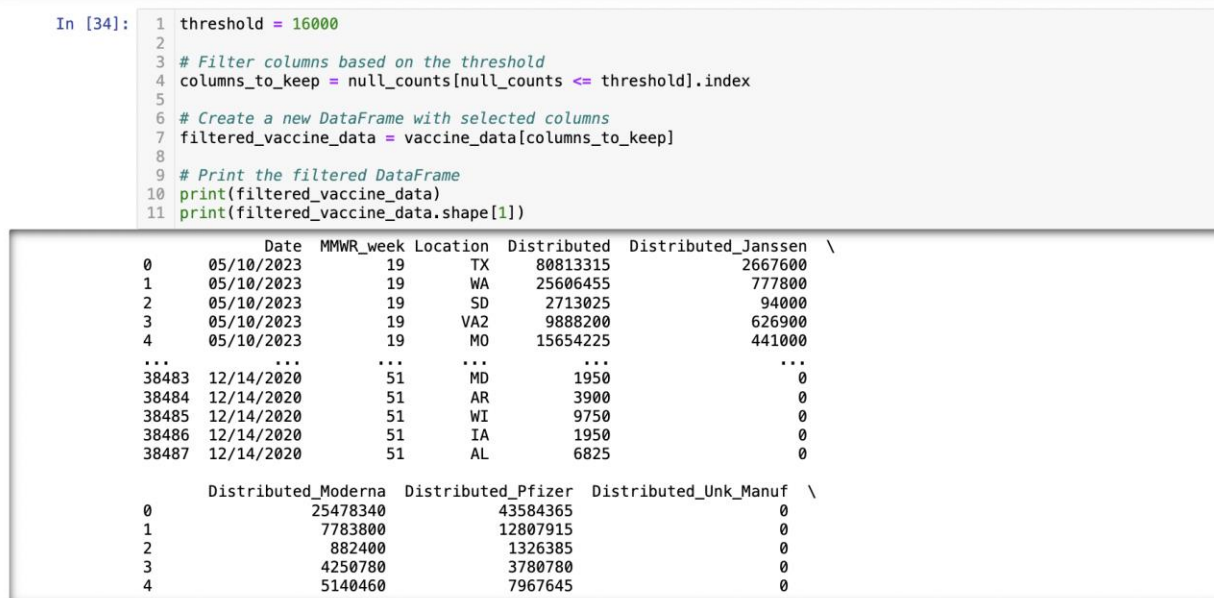 In [34]:
1 threshold = 16000
2
3 # Filter columns based on the threshold
4 columns_to_keep = null_counts[null_counts <= threshold].index
5
6 # Create a new DataFrame with selected columns
7 filtered_vaccine_data = vaccine_data[columns_to_keep]
8
9 # Print the filtered DataFrame
10 print(filtered_vaccine_data)
11 print(filtered_vaccine_data.shape[1])
Date MMWR_week Location Distributed Distributed_Janssen \
0 05/10/2023 19 TX 80813315 2667600
1 05/10/2023 19 WA 25606455 777800
2 05/10/2023 19 SD 2713025 94000
3 05/10/2023 19 VA2 9888200 626900
4 05/10/2023 19 MO 15654225 441000
... ... ... ... ... ...
38483 12/14/2020 51 MD 1950 0
38484 12/14/2020 51 AR 3900 0
38485 12/14/2020 51 WI 9750 0
38486 12/14/2020 51 IA 1950 0
38487 12/14/2020 51 AL 6825 0
Distributed_Moderna Distributed_Pfizer Distributed_Unk_Manuf \
0 25478340 43584365 0
1 7783800 12807915 0
2 882400 1326385 0
3 4250780 3780780 0
4 5140460 7967645 0